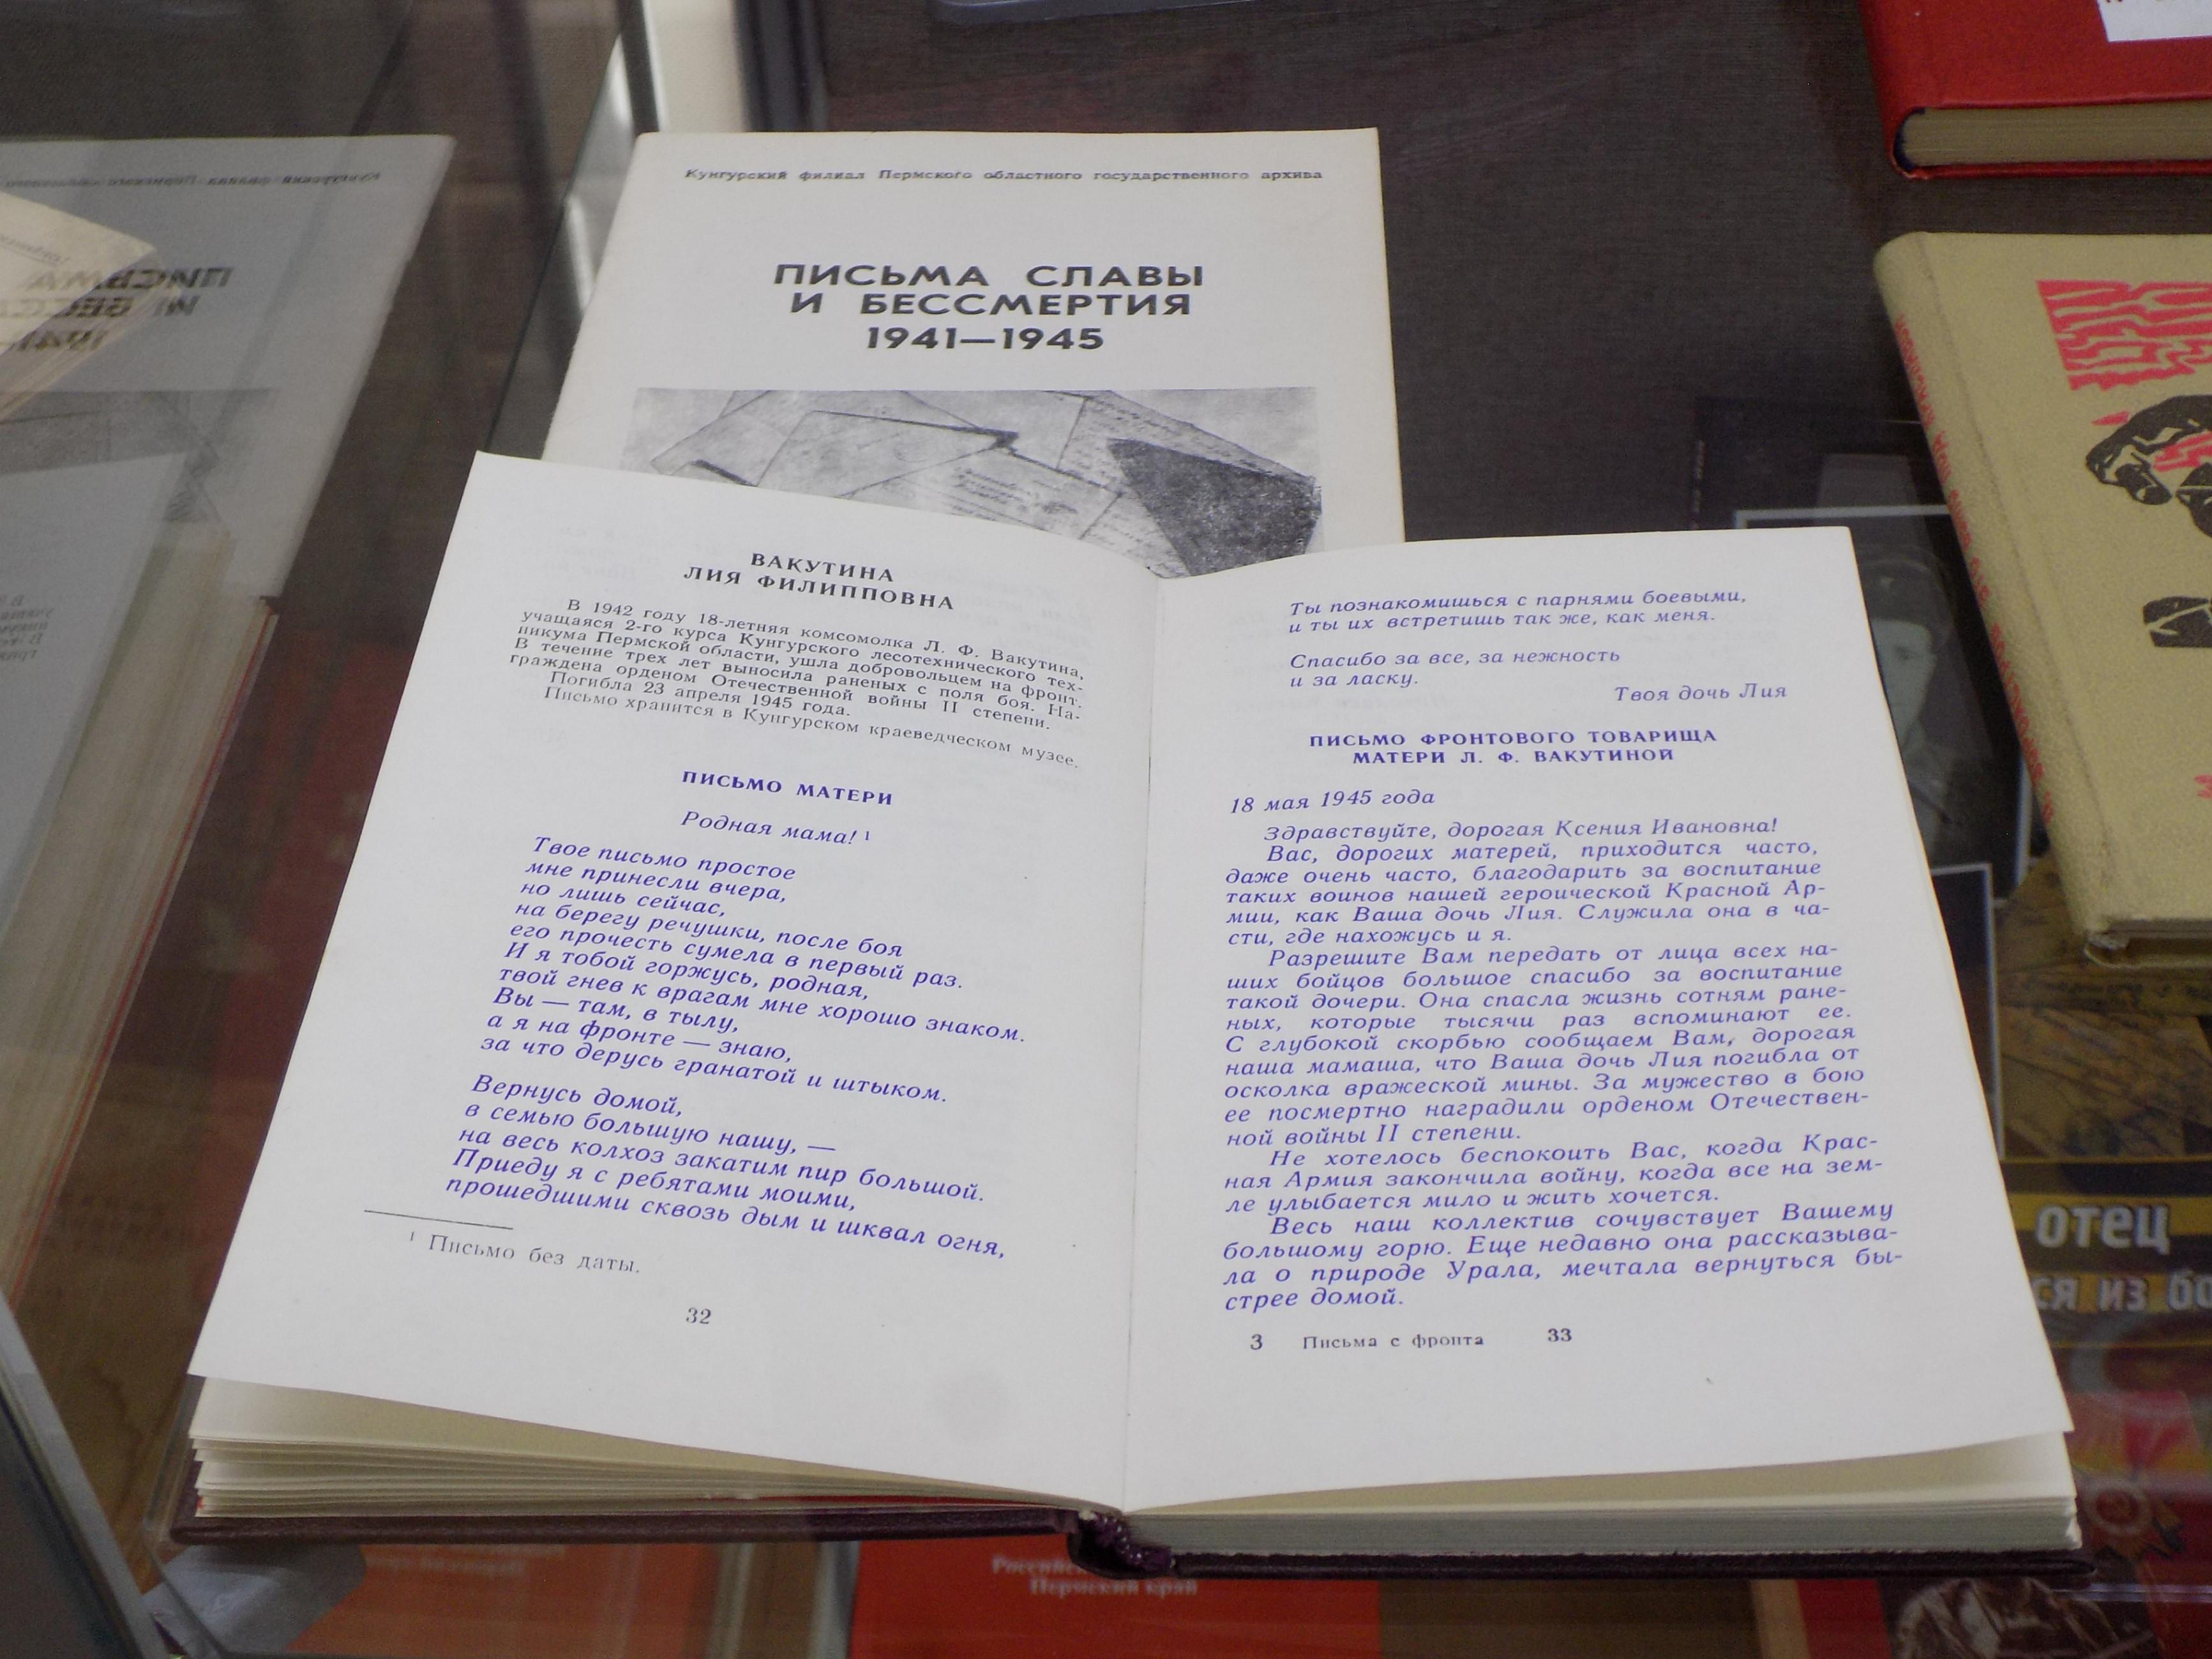 Кунгурский филиал Пермского областного государственного архива
ПИСЬМА СЛАВЫ
И БЕССМЕРТИЯ
1941—1945
ВАКУТИНА
ЛИЯ ФИЛИППОВНА
В 1942 году 18-летняя комсомолка Л. Ф. Вакутина,
учащаяся 2-го курса Кунгурского лесотехнического тех-
никума Пермской области, ушла добровольцем на фронт.
В течение трех лет выносила раненых с поля боя. На-
граждена орденом Отечественной войны II степени.
Погибла 23 апреля 1945 года.
Письмо хранится в Кунгурском краеведческом музее.
ПИСЬМО МАТЕРИ
Родная мама! ¹
Твое письмо простое
мне принесли вчера,
но лишь сейчас,
на берегу речушки, после боя
его прочесть сумела в первый раз.
И я тобой горжусь, родная,
твой гнев к врагам мне хорошо знаком.
Вы — там, в тылу,
а я на фронте — знаю,
за что дерусь гранатой и штыком.
Вернусь домой,
в семью большую нашу, —
на весь колхоз закатим пир большой.
Приеду я с ребятами моими,
прошедшими сквозь дым и шквал огня,
¹ Письмо без даты.
32
Ты познакомишься с парнями боевыми,
и ты их встретишь так же, как меня.
Спасибо за все, за нежность
и за ласку.
Твоя дочь Лия
ПИСЬМО ФРОНТОВОГО ТОВАРИЩА
МАТЕРИ Л. Ф. ВАКУТИНОЙ
18 мая 1945 года
Здравствуйте, дорогая Ксения Ивановна!
Вас, дорогих матерей, приходится часто,
даже очень часто, благодарить за воспитание
таких воинов нашей героической Красной Ар-
мии, как Ваша дочь Лия. Служила она в ча-
сти, где нахожусь и я.
Разрешите Вам передать от лица всех на-
ших бойцов большое спасибо за воспитание
такой дочери. Она спасла жизнь сотням ране-
ных, которые тысячи раз вспоминают ее.
С глубокой скорбью сообщаем Вам, дорогая
наша мамаша, что Ваша дочь Лия погибла от
осколка вражеской мины. За мужество в бою
ее посмертно наградили орденом Отечествен-
ной войны II степени.
Не хотелось беспокоить Вас, когда Крас-
ная Армия закончила войну, когда все на зем-
ле улыбается мило и жить хочется.
Весь наш коллектив сочувствует Вашему
большому горю. Еще недавно она рассказыва-
ла о природе Урала, мечтала вернуться бы-
стрее домой.
3 Письма с фронта 33
отец
ся из бо
Пермский край